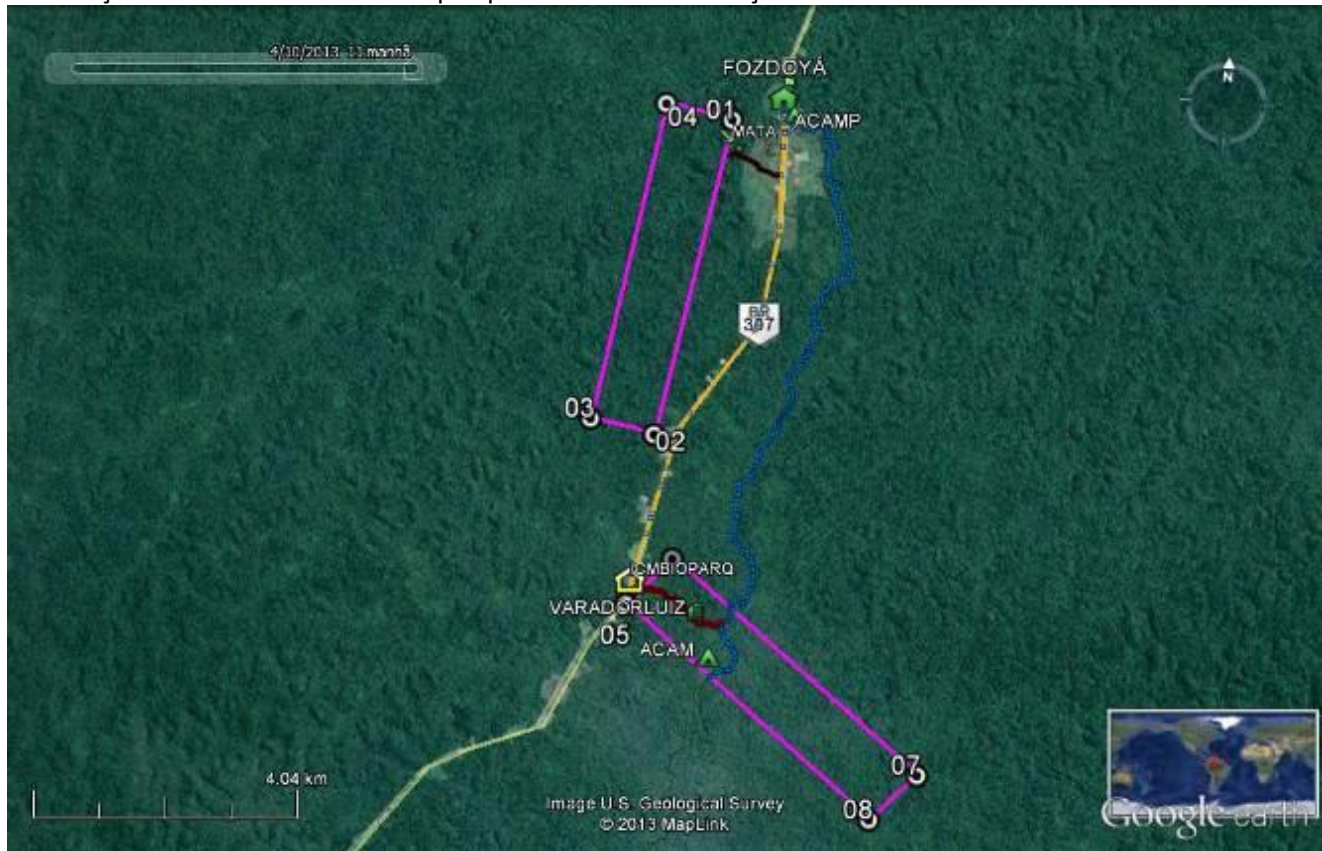 4/10/2013 11 manhã
N
FOZDOYÁ
04
01
MATA
ACAMP
BR
307
03
02
CMBIOPARQ
VARADORLUIZ
05
ACAM
07
08
4.04 km
Image U.S. Geological Survey
© 2013 MapLink
Google earth